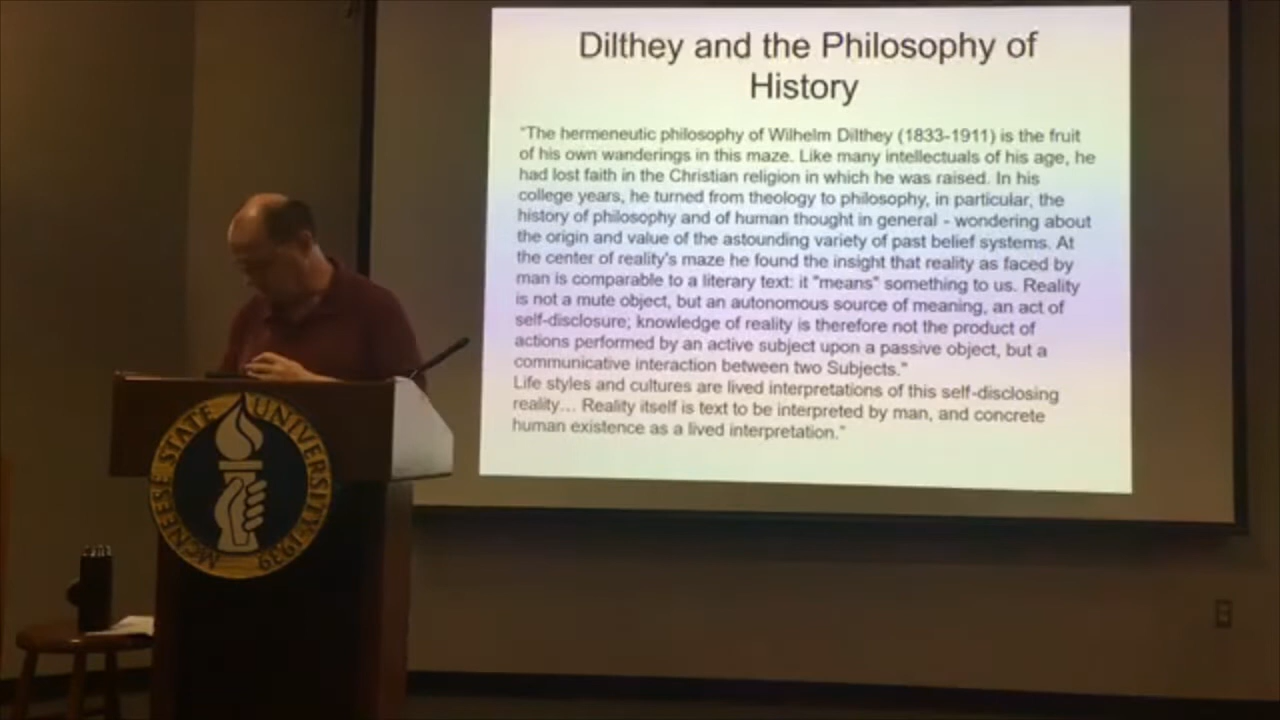 Dilthey and the Philosophy of
History
"The hermeneutic philosophy of Wilhelm Dilthey (1833-1911) is the fruit
of his own wanderings in this maze. Like many intellectuals of his age, he
had lost faith in the Christian religion in which he was raised. In his
college years, he turned from theology to philosophy, in particular, the
history of philosophy and of human thought in general - wondering about
the origin and value of the astounding variety of past belief systems. At
the center of reality's maze he found the insight that reality as faced by
man is comparable to a literary text: it "means" something to us. Reality
is not a mute object, but an autonomous source of meaning, an act of
self-disclosure; knowledge of reality is therefore not the product of
actions performed by an active subject upon a passive object, but a
communicative interaction between two Subjects."
Life styles and cultures are lived interpretations of this self-disclosing
reality... Reality itself is text to be interpreted by man, and concrete
human existence as a lived interpretation."
MCNEESE STATE UNIVERSITY · 1939